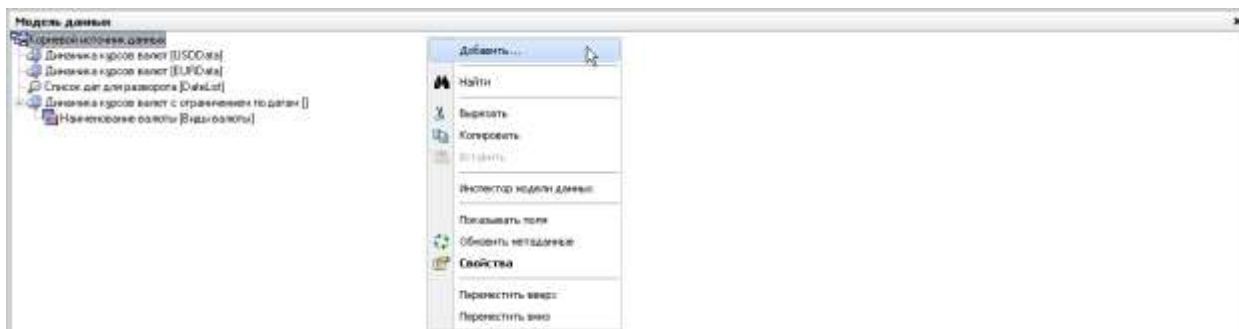 Модель данных
Корневой источник данных
Динамика курсов валют [USDData]
Динамика курсов валют [EURData]
Список дат для разворота [DateList]
Динамика курсов валют с ограничением по датам []
Наименование валюты [Виды валюты]
Добавить...
Найти
Вырезать
Копировать
Вставить
Инспектор модели данных
Показывать поля
Обновить метаданные
Свойства
Переместить вверх
Переместить вниз